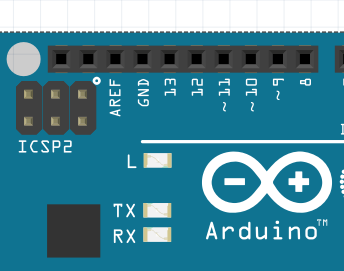 AREF GND 13 12 ~11 ~10 ~9 8
ICSP2
L
TX
RX
Arduino™